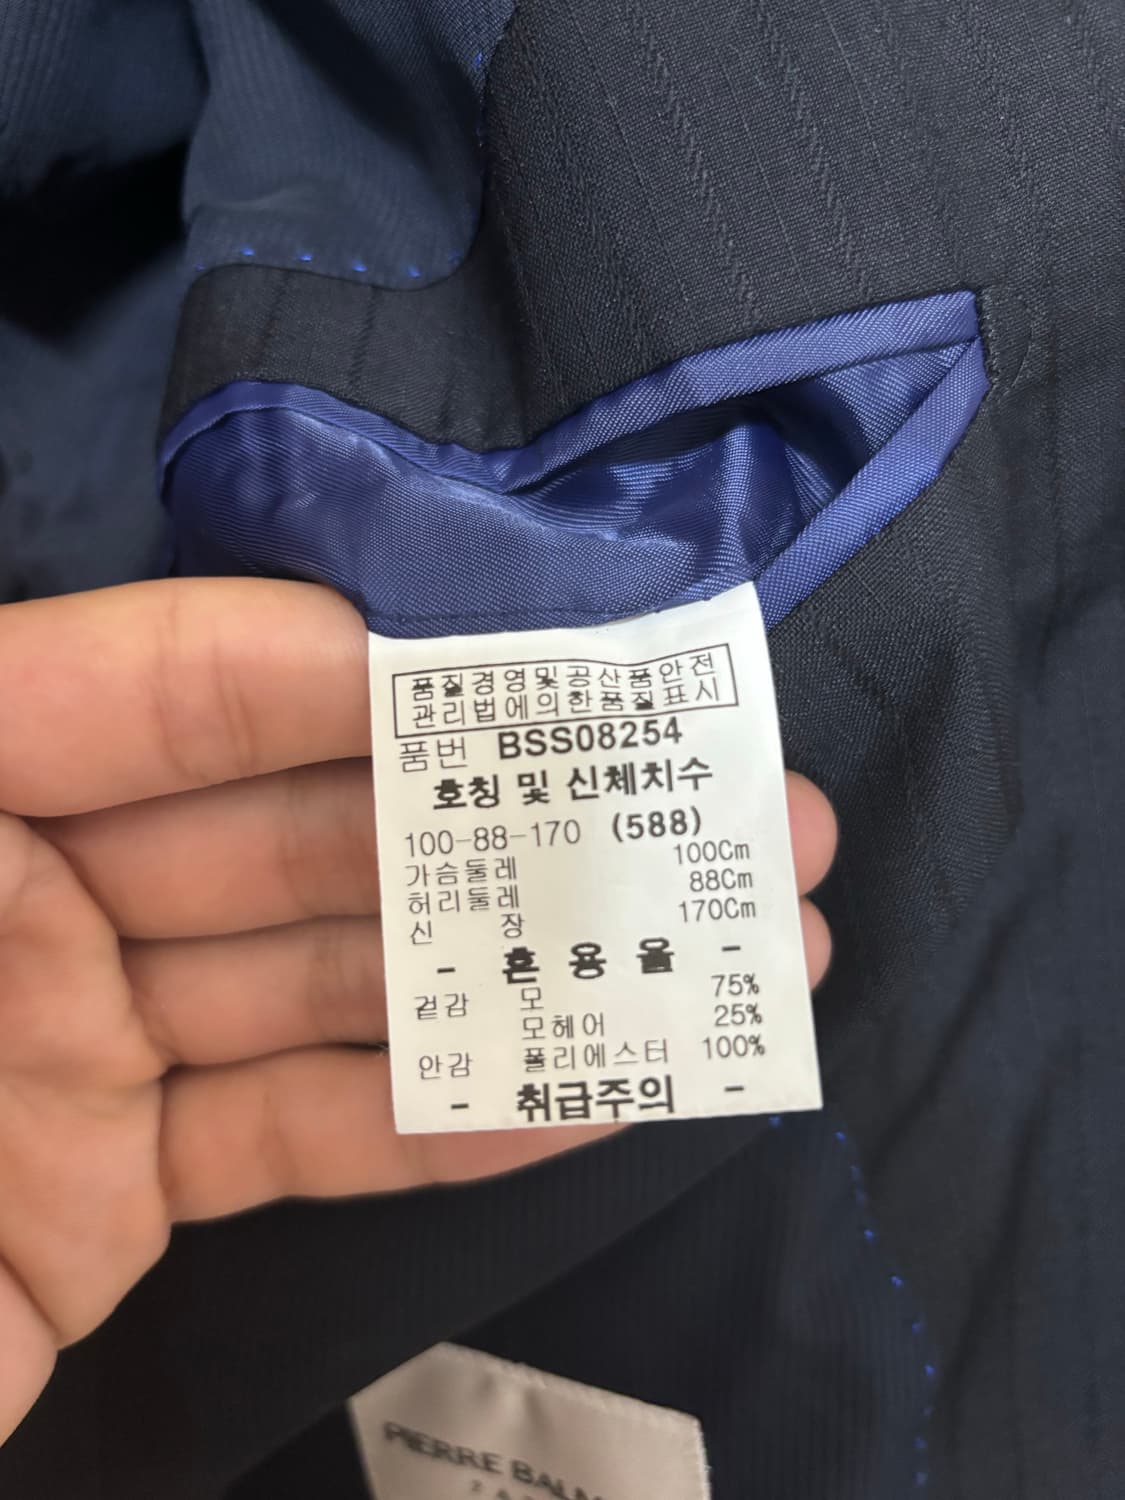 품질경영및공산품안전
관리법에의한품질표시
품번 BSS08254
호칭 및 신체치수
100-88-170 (588)
가슴둘레 100Cm
허리둘레 88Cm
신 장 170Cm
- 혼 용 율 -
겉감 모 75%
모헤어 25%
안감 폴리에스터 100%
- 취급주의 -
PIERRE